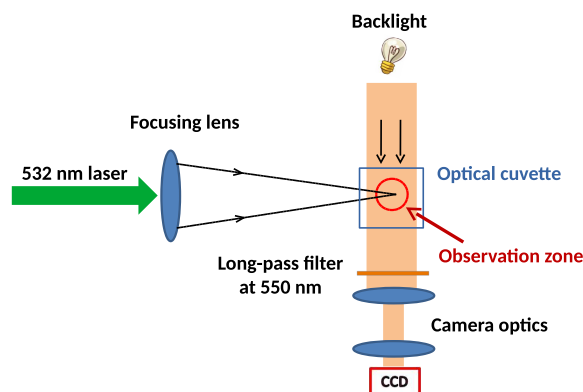 Backlight
Focusing lens
532 nm laser
Optical cuvette
Observation zone
Long-pass filter
at 550 nm
Camera optics
CCD